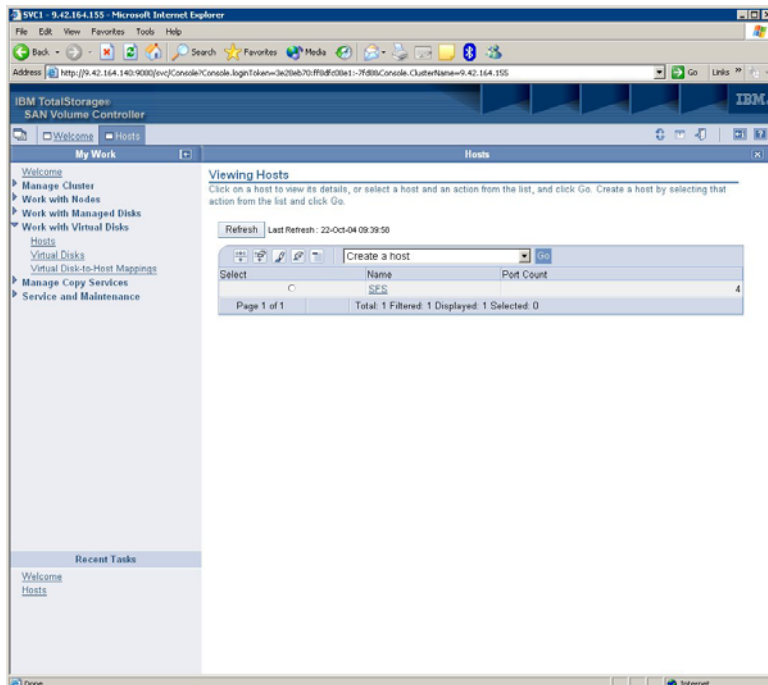 SVC1 - 9.42.164.155 - Microsoft Internet Explorer
File Edit View Favorites Tools Help
Back Search Favorites Media
Address http://9.42.164.140:9080/svc/Console?Console.loginToken= Console.ClusterName=9.42.164.155 Go Links »
IBM TotalStorage®
SAN Volume Controller
IBM.
Welcome Hosts
My Work
Hosts
Welcome
Manage Cluster
Work with Nodes
Work with Managed Disks
Work with Virtual Disks
Hosts
Virtual Disks
Virtual Disk-to-Host Mappings
Manage Copy Services
Service and Maintenance
Viewing Hosts
Click on a host to view its details, or select a host and an action from the list, and click Go. Create a host by selecting that
action from the list and click Go.
Refresh Last Refresh : 22-Oct-04 09:39:50
Create a host Go
Select Name Port Count
SFS 4
Page 1 of 1 Total: 1 Filtered: 1 Displayed: 1 Selected: 0
Recent Tasks
Welcome
Hosts
Done Internet